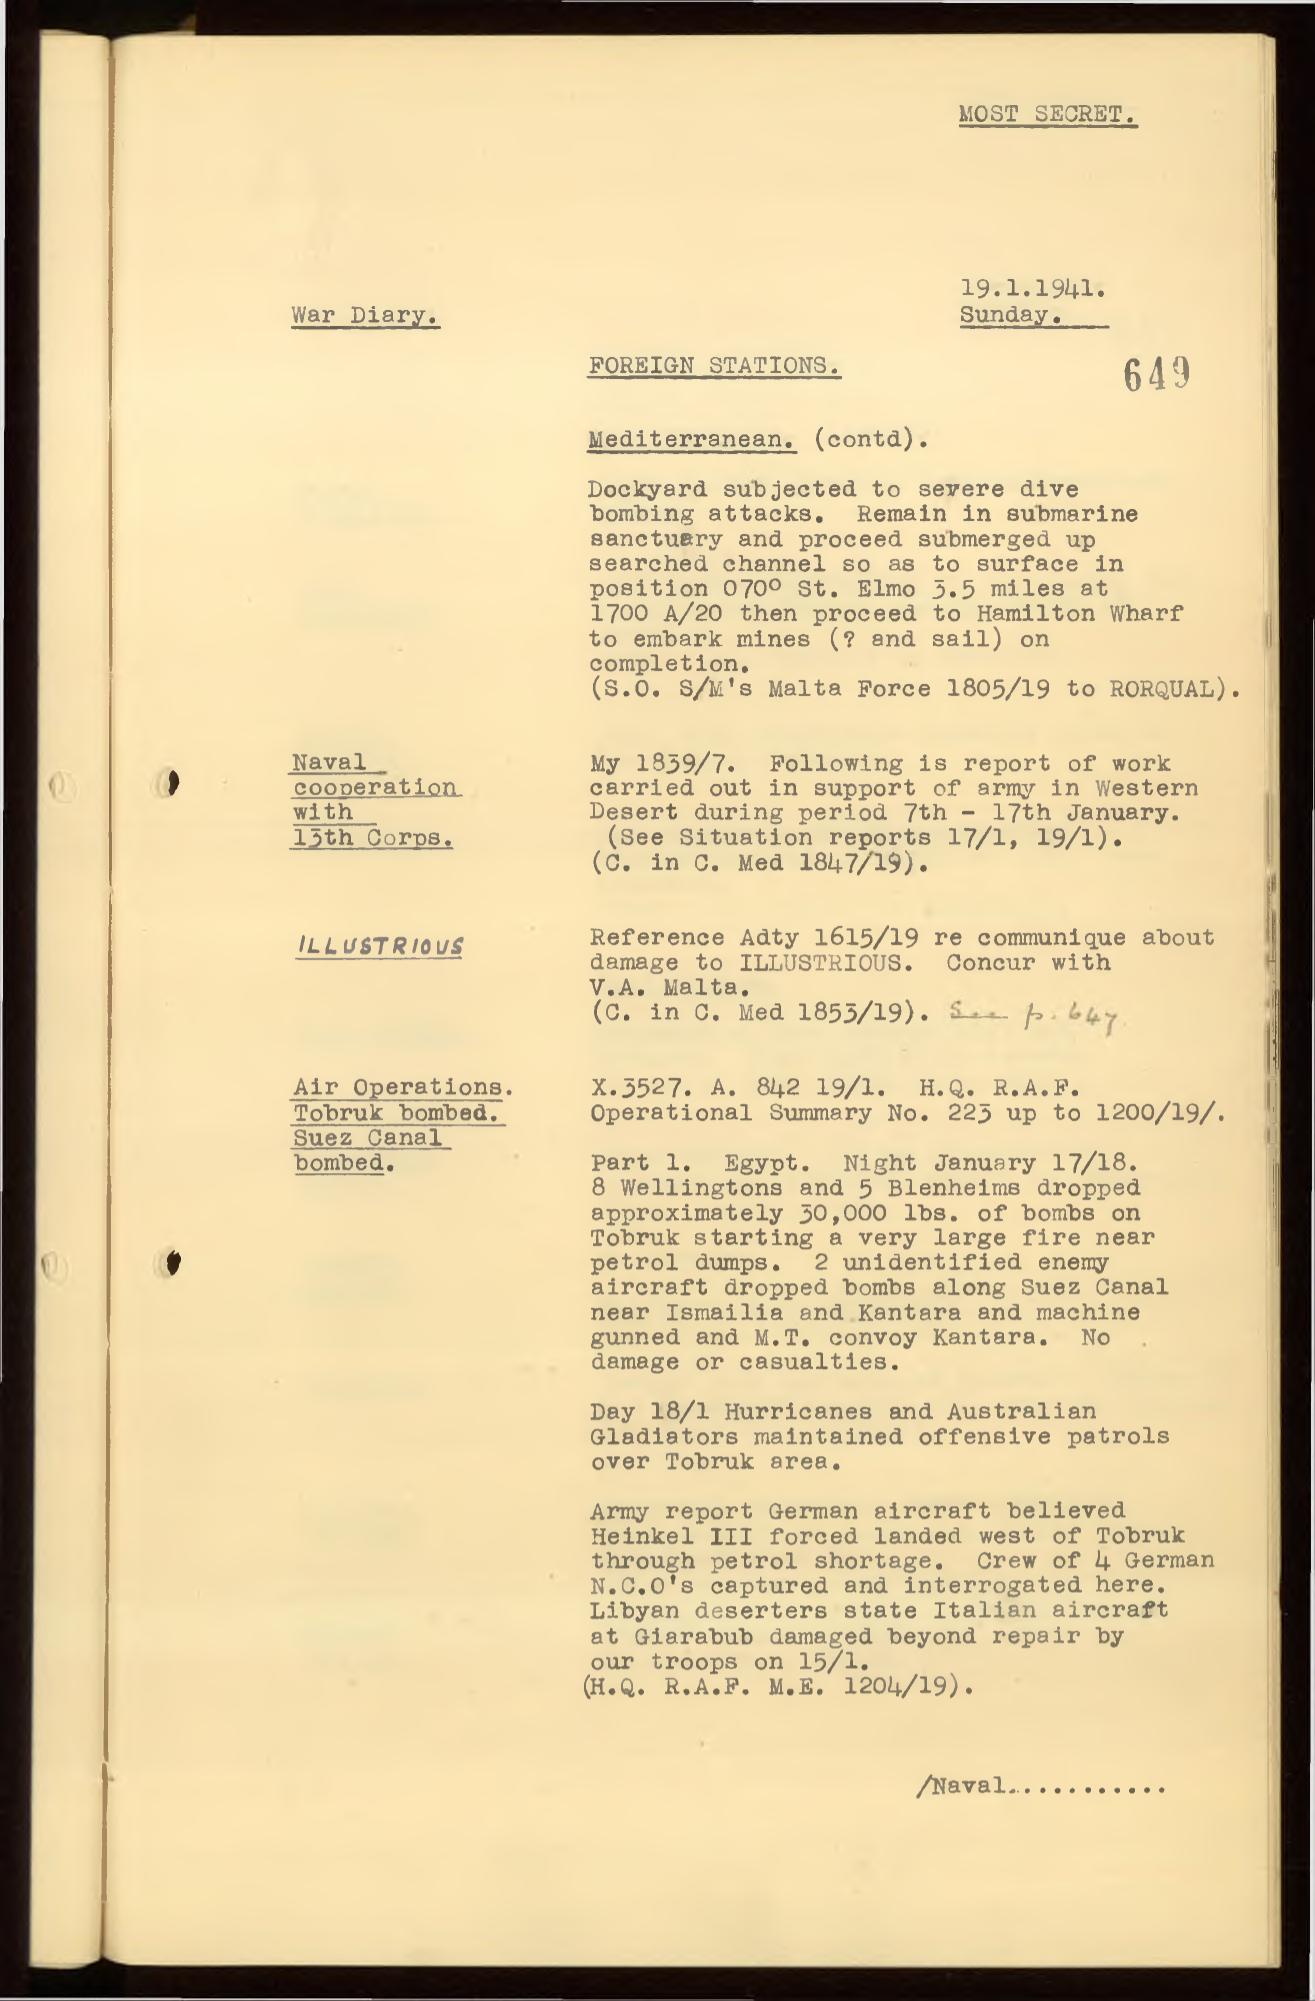 MOST SECRET.
19.1.1941.
War Diary.
Sunday.
FOREIGN STATIONS.
649
Mediterranean. (contd).
Dockyard subjected to severe dive
bombing attacks. Remain in submarine
sanctuary and proceed submerged up
searched channel so as to surface in
position 070° St. Elmo 3.5 miles at
1700 A/20 then proceed to Hamilton Wharf
to embark mines (? and sail) on
completion.
(S.O. S/M's Malta Force 1805/19 to RORQUAL).
Naval
cooperation
with
13th Corps.
My 1839/7. Following is report of work
carried out in support of army in Western
Desert during period 7th - 17th January.
(See Situation reports 17/1, 19/1).
(C. in C. Med 1847/19).
ILLUSTRIOUS
Reference Adty 1615/19 re communique about
damage to ILLUSTRIOUS. Concur with
V.A. Malta.
(C. in C. Med 1853/19). See p. 647
Air Operations.
Tobruk bombed.
Suez Canal
bombed.
X.3527. A. 842 19/1. H.Q. R.A.F.
Operational Summary No. 223 up to 1200/19/.
Part 1. Egypt. Night January 17/18.
8 Wellingtons and 5 Blenheims dropped
approximately 30,000 lbs. of bombs on
Tobruk starting a very large fire near
petrol dumps. 2 unidentified enemy
aircraft dropped bombs along Suez Canal
near Ismailia and Kantara and machine
gunned and M.T. convoy Kantara. No
damage or casualties.
Day 18/1 Hurricanes and Australian
Gladiators maintained offensive patrols
over Tobruk area.
Army report German aircraft believed
Heinkel III forced landed west of Tobruk
through petrol shortage. Crew of 4 German
N.C.O's captured and interrogated here.
Libyan deserters state Italian aircraft
at Giarabub damaged beyond repair by
our troops on 15/1.
(H.Q. R.A.F. M.E. 1204/19).
/Naval............